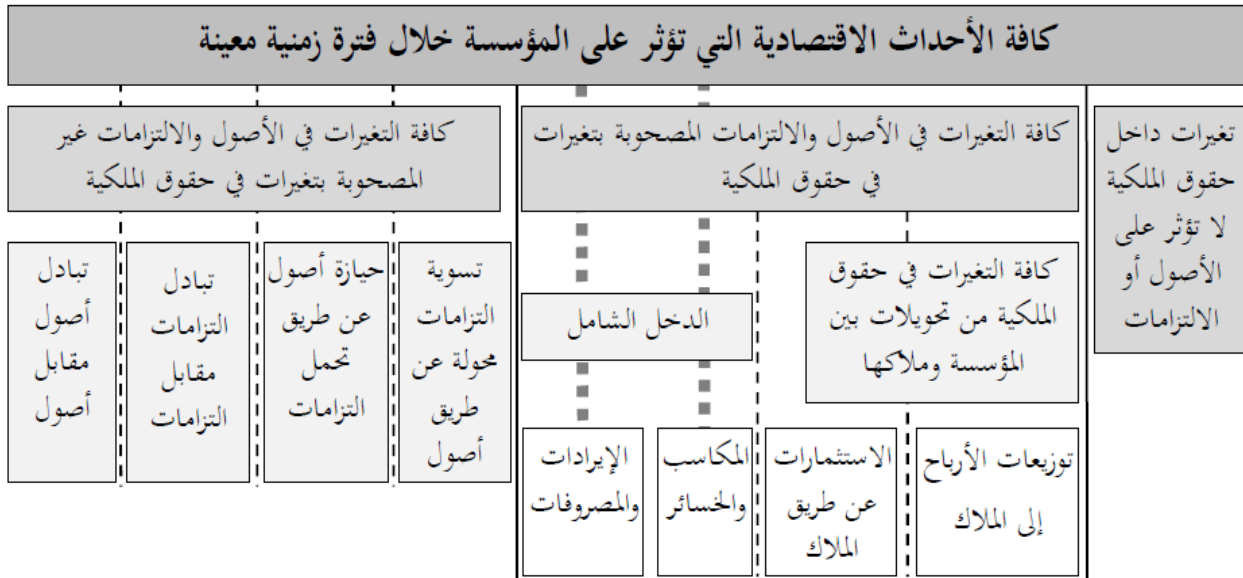 كافة الأحداث الاقتصادية التي تؤثر على المؤسسة خلال فترة زمنية معينة
تغيرات داخل
حقوق الملكية
لا تؤثر على
الأصول أو
الالتزامات
كافة التغيرات في الأصول والالتزامات المصحوبة بتغيرات
في حقوق الملكية
كافة التغيرات في الأصول والالتزامات غير
المصحوبة بتغيرات في حقوق الملكية
كافة التغيرات في حقوق
الملكية من تحويلات بين
المؤسسة وملاكها
الدخل الشامل
تسوية
التزامات
محولة عن
طريق
أصول
حيازة أصول
عن طريق
تحمل
التزامات
تبادل
التزامات
مقابل
التزامات
تبادل
أصول
مقابل
أصول
توزيعات الأرباح
إلى الملاك
الاستثمارات
عن طريق
الملاك
المكاسب
والخسائر
الإيرادات
والمصروفات